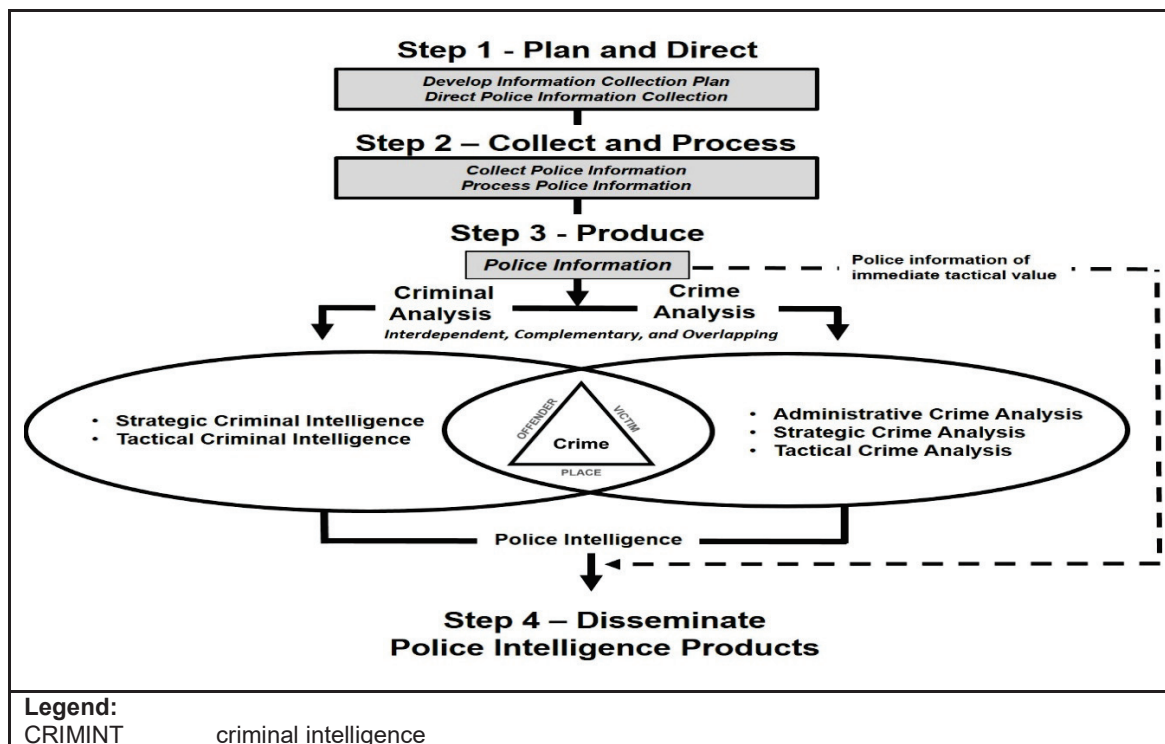 Step 1 - Plan and Direct
Develop Information Collection Plan
Direct Police Information Collection
Step 2 – Collect and Process
Collect Police Information
Process Police Information
Step 3 - Produce
Police Information
Police information of
immediate tactical value
Criminal
Analysis
Crime
Analysis
Interdependent, Complementary, and Overlapping
• Strategic Criminal Intelligence
• Tactical Criminal Intelligence
OFFENDER
VICTIM
Crime
PLACE
• Administrative Crime Analysis
• Strategic Crime Analysis
• Tactical Crime Analysis
Police Intelligence
Step 4 – Disseminate
Police Intelligence Products
Legend:
CRIMINT criminal intelligence